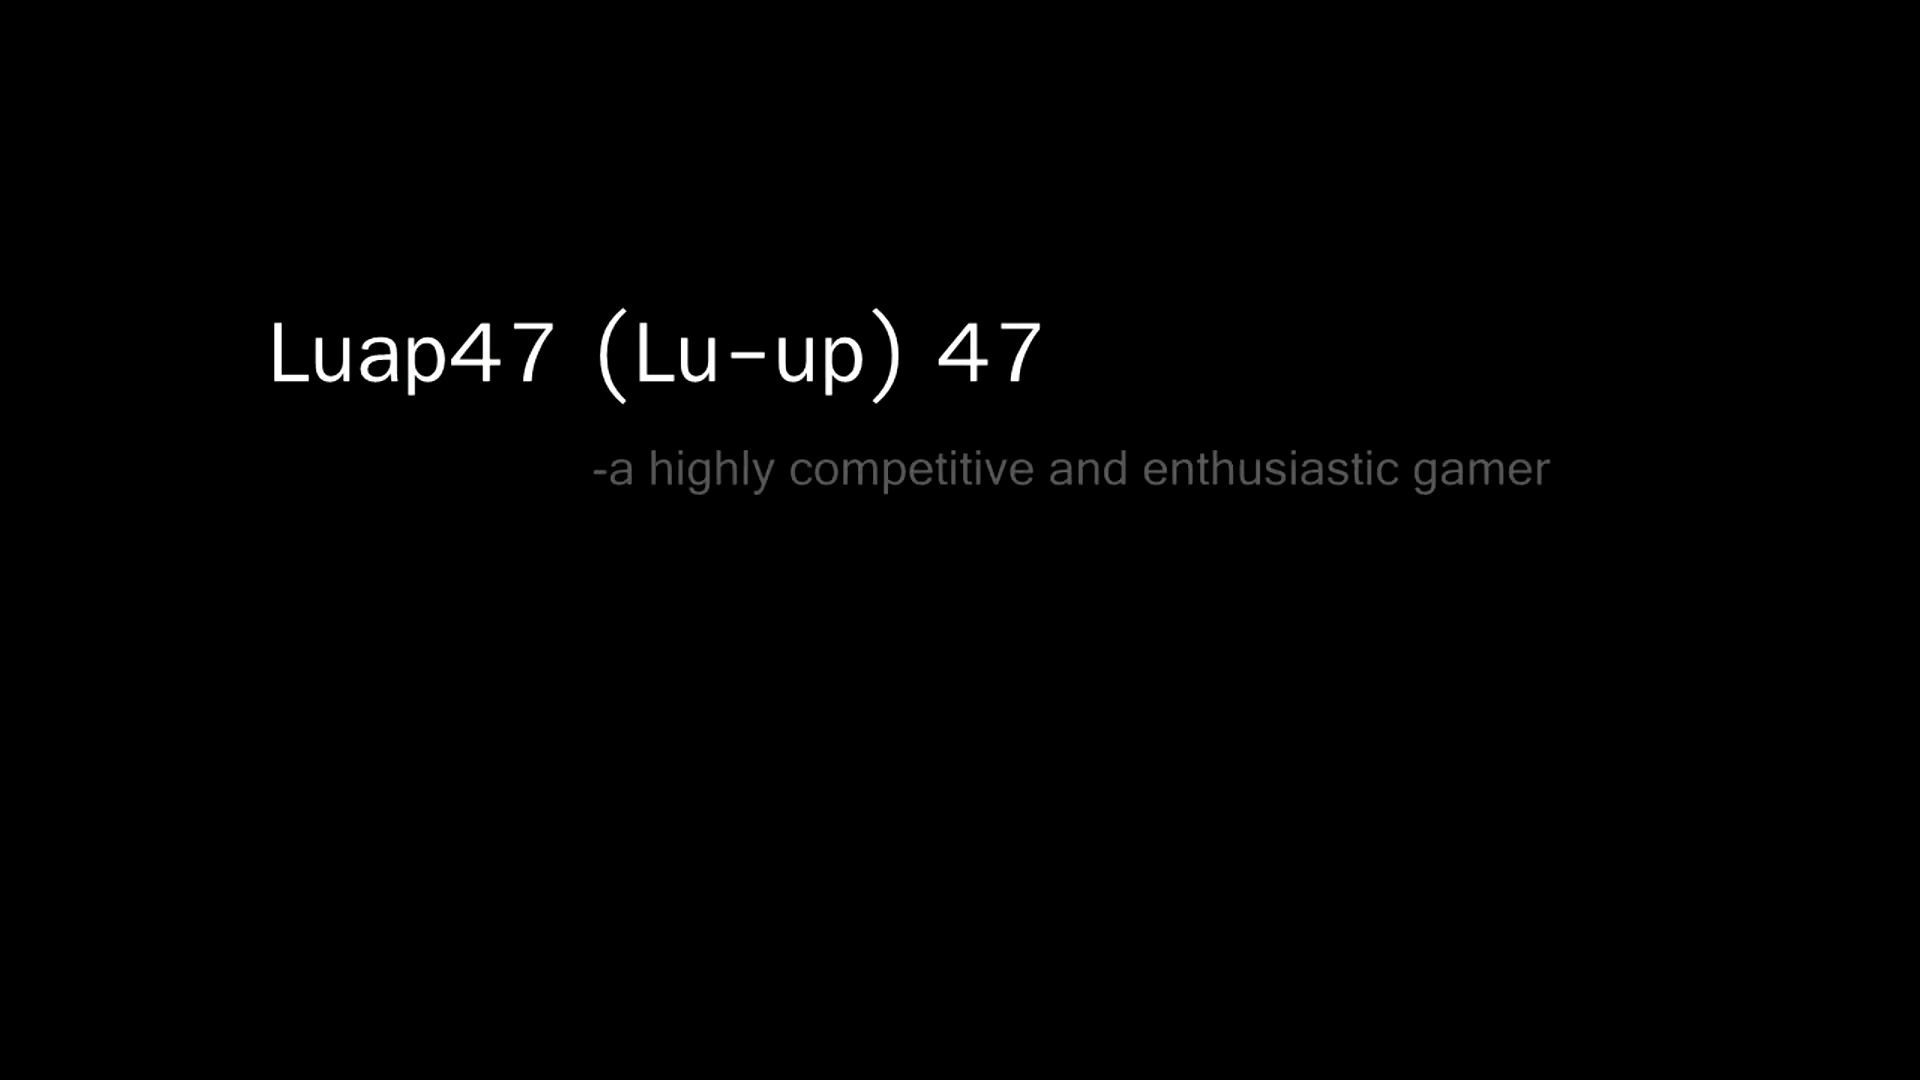 Luap47 (Lu-up) 47
-a highly competitive and enthusiastic gamer